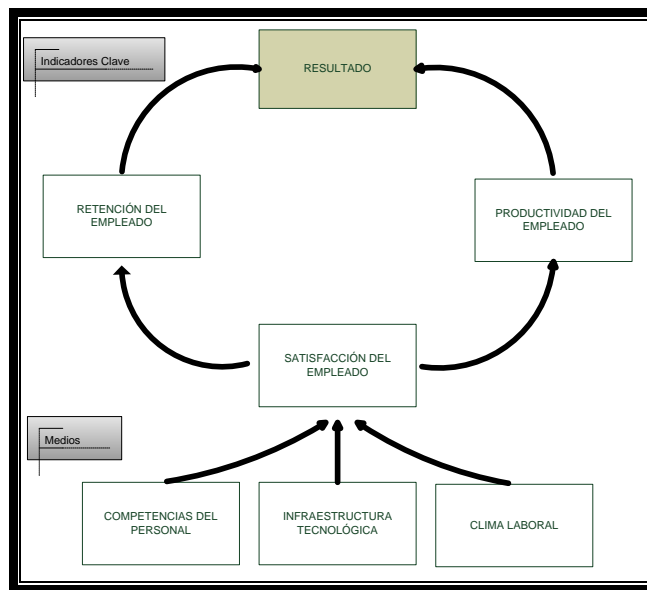 Indicadores Clave
RESULTADO
RETENCIÓN DEL
EMPLEADO
PRODUCTIVIDAD DEL
EMPLEADO
SATISFACCIÓN DEL
EMPLEADO
Medios
COMPETENCIAS DEL
PERSONAL
INFRAESTRUCTURA
TECNOLÓGICA
CLIMA LABORAL